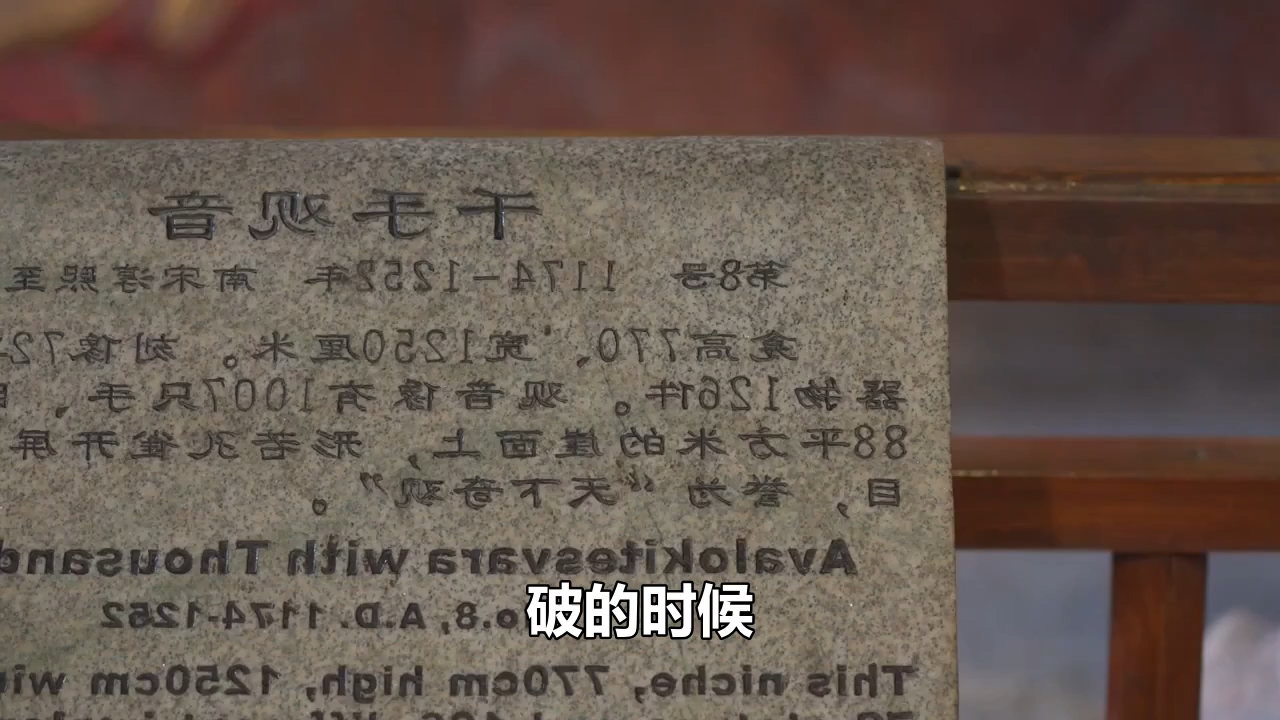 千手观音
第8号 1174-1252年 南宋淳熙至
龛高770、宽1250厘米。刻像72
器物126件。观音像有1007只手、
88平方米的崖面上，形若孔雀开屏
目，誉为“天下奇观”。
Avalokitesvara with Thousand
o.8, A.D. 1174-1252
This niche, 770cm high, 1250cm
破的时候